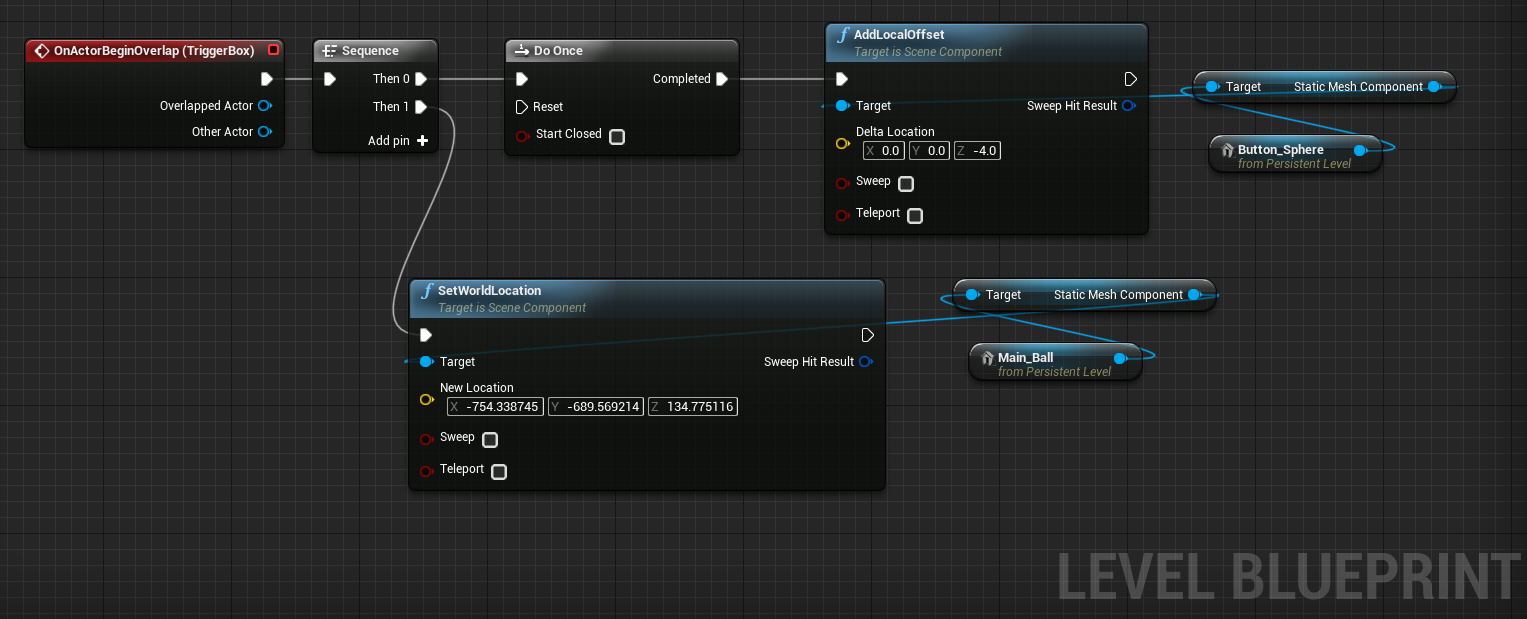 OnActorBeginOverlap (TriggerBox)
Overlapped Actor
Other Actor
Sequence
Then 0
Then 1
Add pin
Do Once
Completed
Reset
Start Closed
AddLocalOffset
Target is Scene Component
Target
Sweep Hit Result
Delta Location
X 0.0 Y 0.0 Z -4.0
Sweep
Teleport
Target Static Mesh Component
Button_Sphere
from Persistent Level
SetWorldLocation
Target is Scene Component
Target
Sweep Hit Result
New Location
X -754.338745 Y -689.569214 Z 134.775116
Sweep
Teleport
Target Static Mesh Component
Main_Ball
from Persistent Level
LEVEL BLUEPRINT